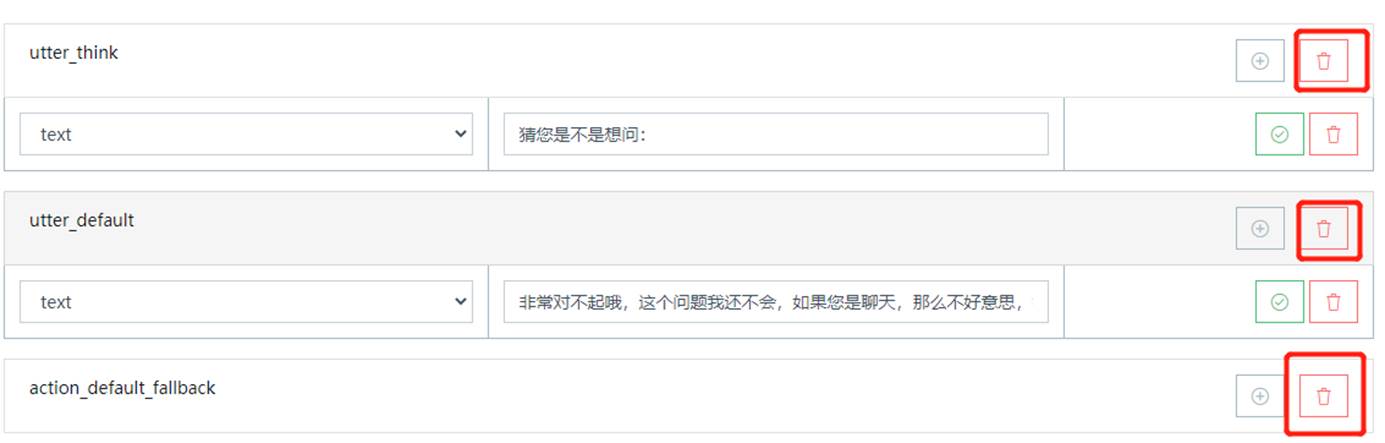 utter_think
text
猜您是不是想问：
utter_default
text
非常对不起哦，这个问题我还不会，如果您是聊天，那么不好意思，
action_default_fallback